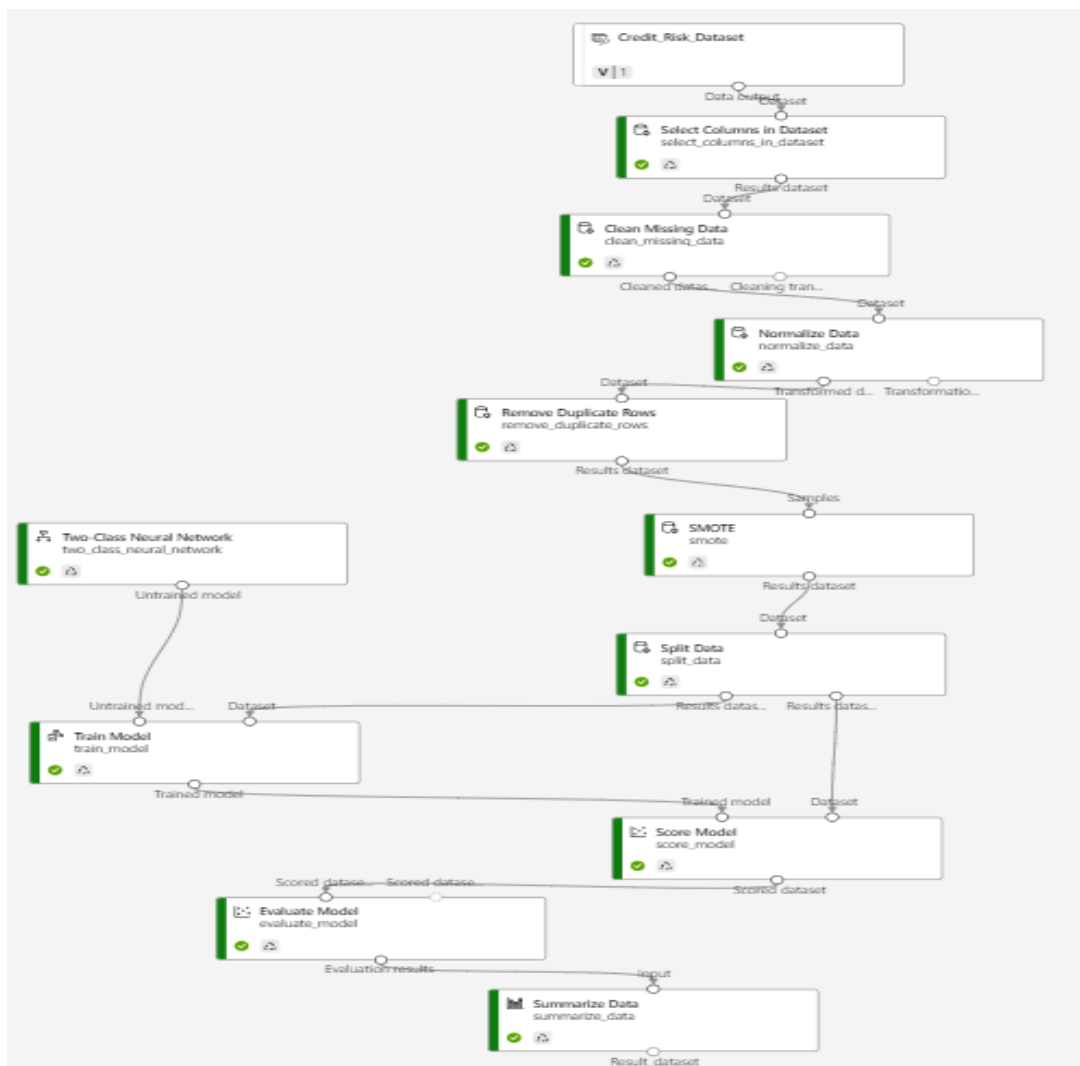 Credit_Risk_Dataset
V 1
Data output
Dataset
Select Columns in Dataset
select_columns_in_dataset
Results dataset
Dataset
Clean Missing Data
clean_missing_data
Cleaned datas...
Cleaning tran...
Dataset
Normalize Data
normalize_data
Transformed d...
Transformatio...
Dataset
Remove Duplicate Rows
remove_duplicate_rows
Results dataset
Samples
SMOTE
smote
Results dataset
Two-Class Neural Network
two_class_neural_network
Untrained model
Dataset
Split Data
split_data
Results datas...
Results datas...
Untrained mod...
Dataset
Train Model
train_model
Trained model
Trained model
Dataset
Score Model
score_model
Scored dataset
Scored datase...
Scored datase...
Evaluate Model
evaluate_model
Evaluation results
Input
Summarize Data
summarize_data
Result_dataset